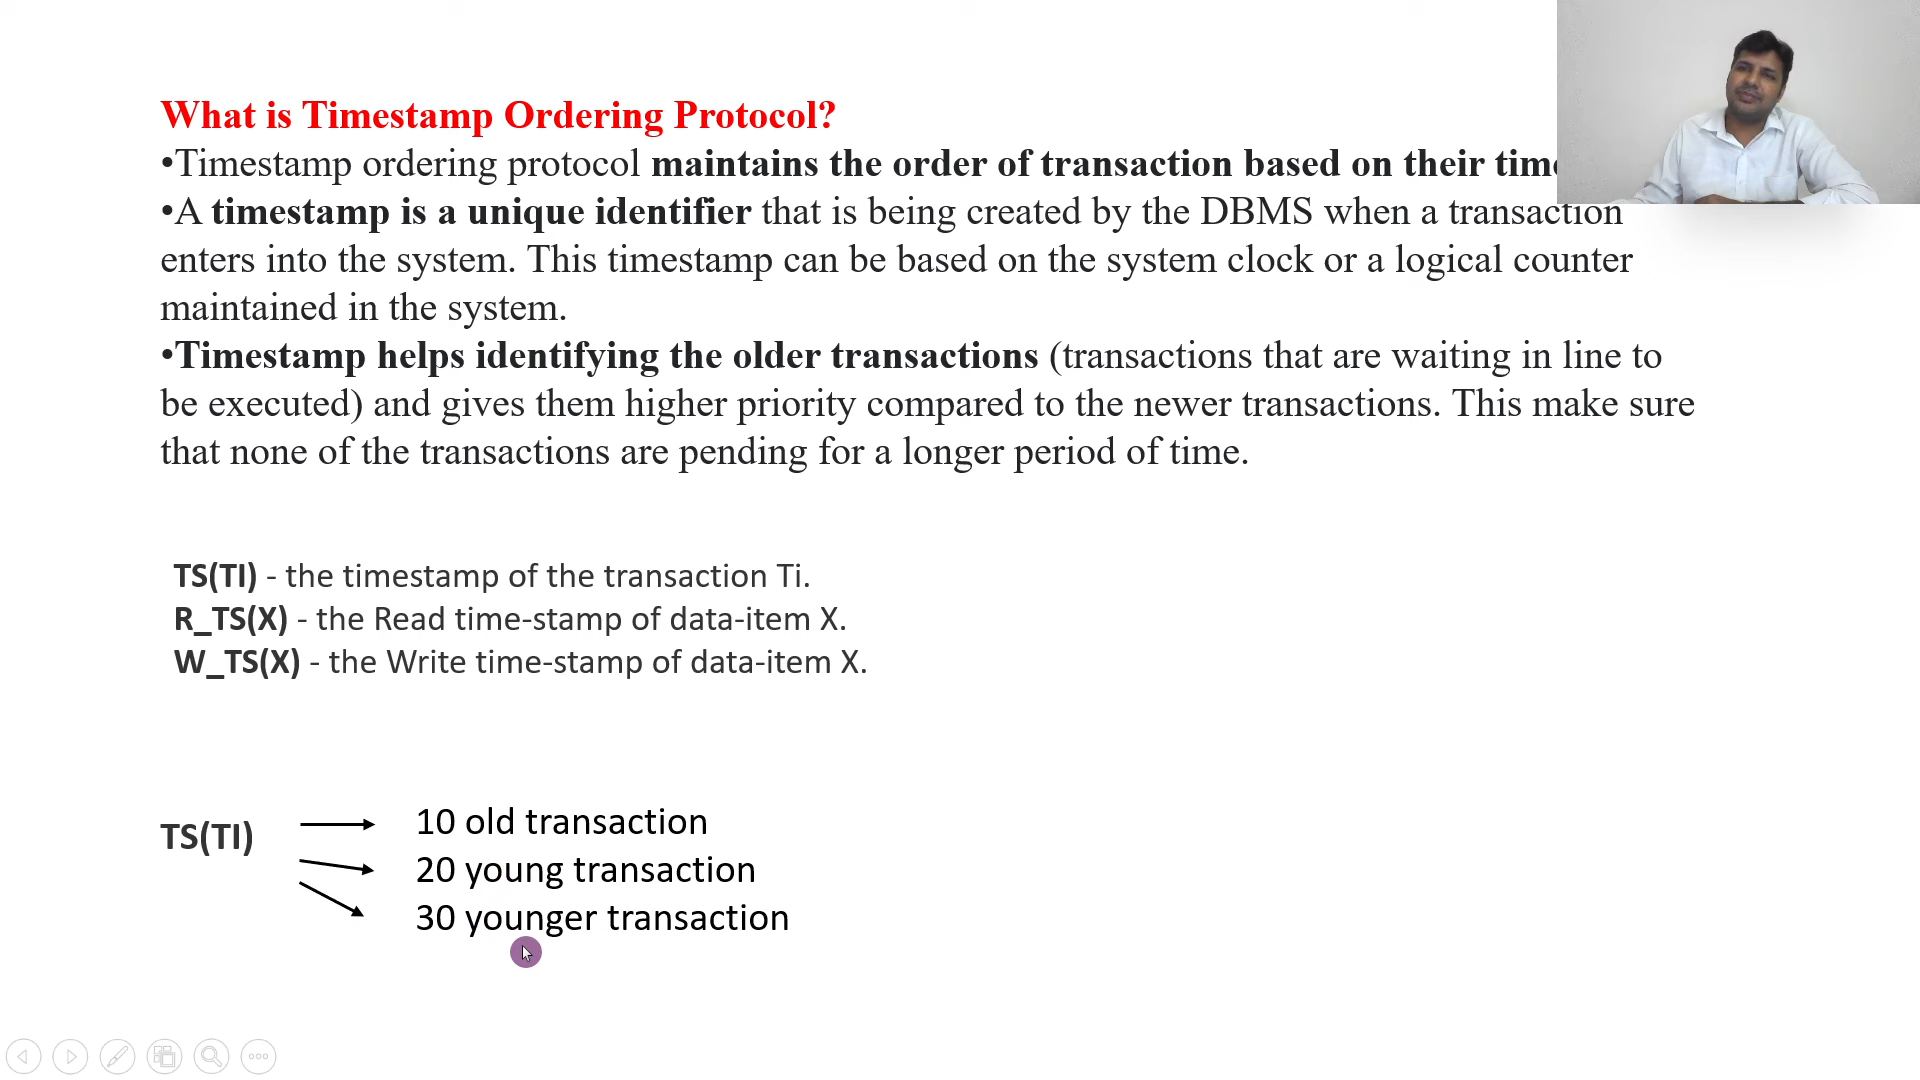 What is Timestamp Ordering Protocol?
•Timestamp ordering protocol maintains the order of transaction based on their
•A timestamp is a unique identifier that is being created by the DBMS when a transaction
enters into the system. This timestamp can be based on the system clock or a logical counter
maintained in the system.
•Timestamp helps identifying the older transactions (transactions that are waiting in line to
be executed) and gives them higher priority compared to the newer transactions. This make sure
that none of the transactions are pending for a longer period of time.
TS(TI) - the timestamp of the transaction Ti.
R_TS(X) - the Read time-stamp of data-item X.
W_TS(X) - the Write time-stamp of data-item X.
TS(TI)
10 old transaction
20 young transaction
30 younger transaction